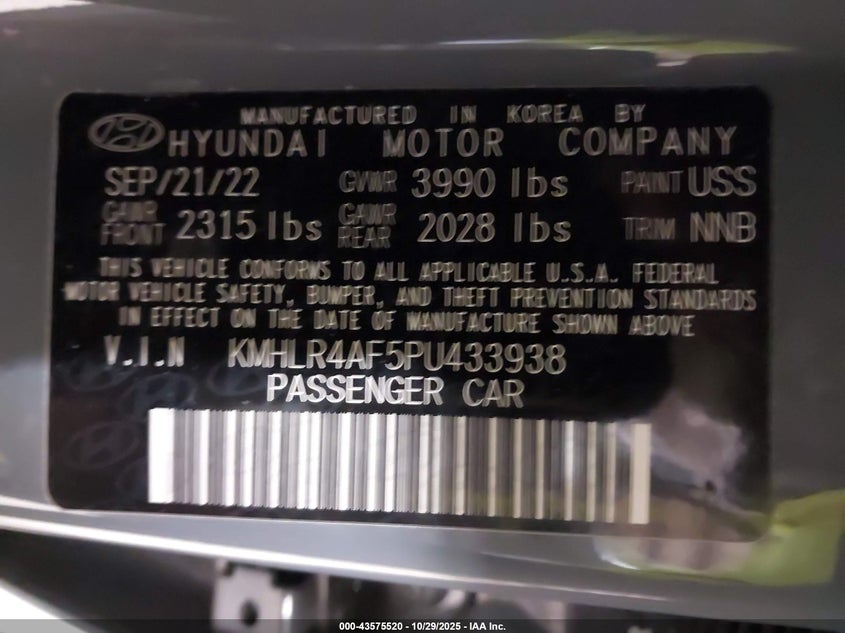 MANUFACTURED IN KOREA BY
HYUNDAI MOTOR COMPANY
SEP/21/22 GVWR 3990 lbs PAINT USS
GAWR FRONT 2315 lbs GAWR REAR 2028 lbs TRIM NNB
THIS VEHICLE CONFORMS TO ALL APPLICABLE U.S.A. FEDERAL
MOTOR VEHICLE SAFETY, BUMPER, AND THEFT PREVENTION STANDARDS
IN EFFECT ON THE DATE OF MANUFACTURE SHOWN ABOVE
V.I.N KMHLR4AF5PU433938
PASSENGER CAR
000-43575520 - 10/29/2025 - IAA Inc.